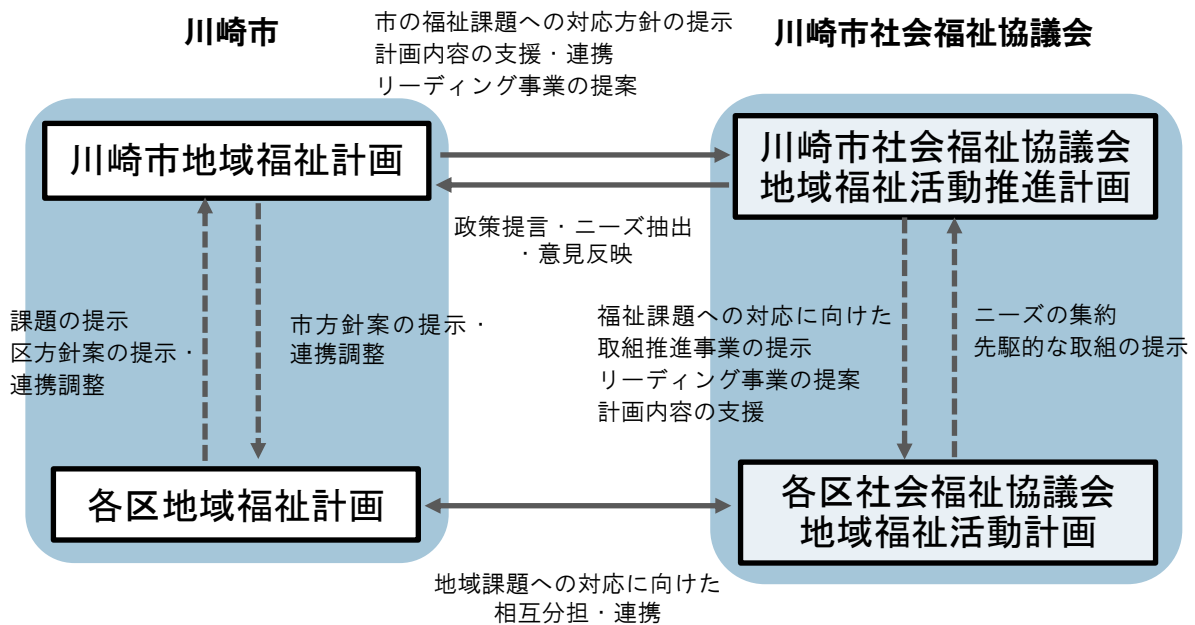 川崎市
市の福祉課題への対応方針の提示
計画内容の支援・連携
リーディング事業の提案
川崎市社会福祉協議会
川崎市地域福祉計画
川崎市社会福祉協議会
地域福祉活動推進計画
政策提言・ニーズ抽出
・意見反映
課題の提示
区方針案の提示・
連携調整
市方針案の提示・
連携調整
福祉課題への対応に向けた
取組推進事業の提示
リーディング事業の提案
計画内容の支援
ニーズの集約
先駆的な取組の提示
各区地域福祉計画
各区社会福祉協議会
地域福祉活動計画
地域課題への対応に向けた
相互分担・連携